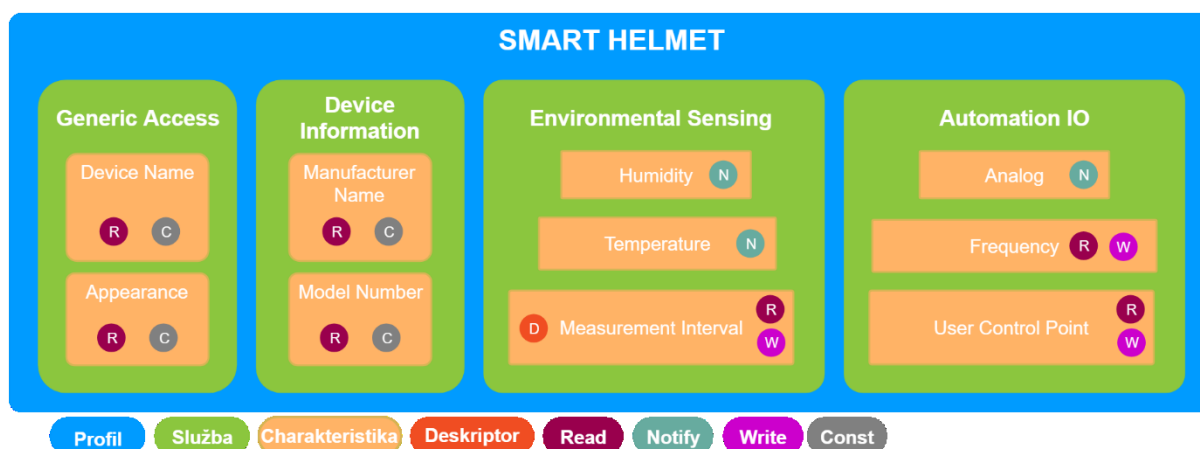 SMART HELMET
Generic Access
Device Name
R C
Appearance
R C
Device
Information
Manufacturer
Name
R C
Model Number
R C
Environmental Sensing
Humidity N
Temperature N
D Measurement Interval R W
Automation IO
Analog N
Frequency R W
User Control Point R W
Profil Služba Charakteristika Deskriptor Read Notify Write Const